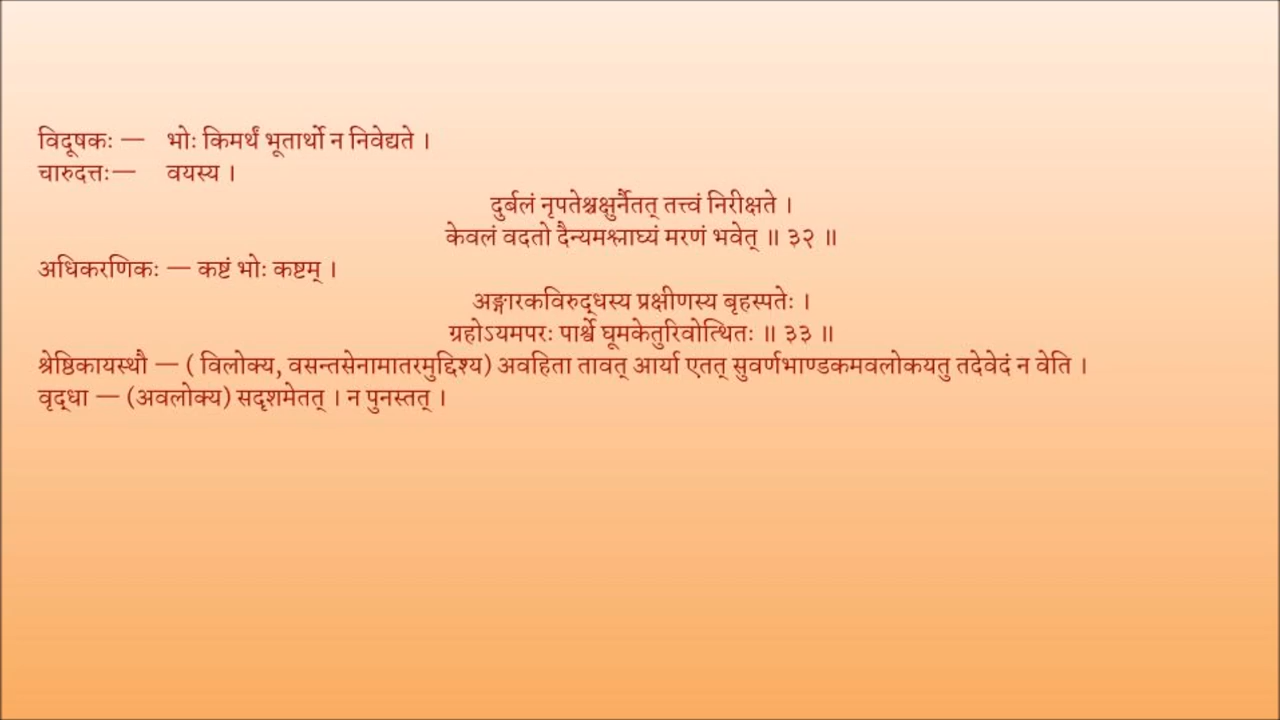 विदूषकः — भोः किमर्थं भूतार्थो न निवेद्यते ।
चारुदत्तः— वयस्य ।
दुर्बलं नृपतेश्चक्षुर्नैतत् तत्त्वं निरीक्षते ।
केवलं वदतो दैन्यमश्लाघ्यं मरणं भवेत् ॥ ३२ ॥
अधिकरणिकः — कष्टं भोः कष्टम् ।
अङ्गारकविरुद्धस्य प्रक्षीणस्य बृहस्पतेः ।
ग्रहोऽयमपरः पार्श्वे घूमकेतुरिवोत्थितः ॥ ३३ ॥
श्रेष्ठिकायस्थौ — ( विलोक्य, वसन्तसेनामातरमुद्दिश्य) अवहिता तावत् आर्या एतत् सुवर्णभाण्डकमवलोकयतु तदेवेदं न वेति ।
वृद्धा — (अवलोक्य) सदृशमेतत् । न पुनस्तत् ।